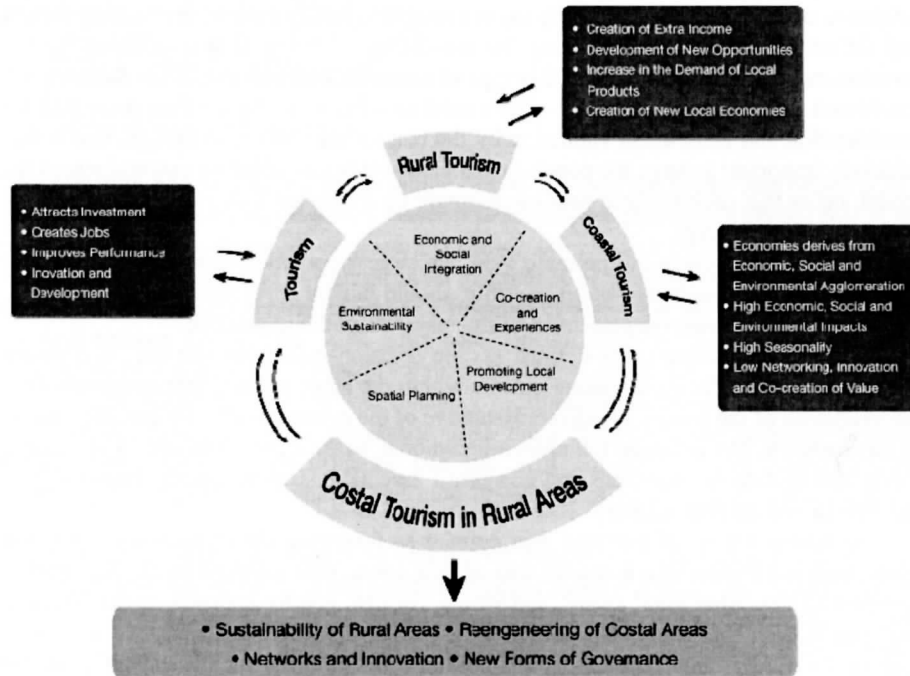 • Creation of Extra Income
• Development of New Opportunities
• Increase in the Demand of Local
Products
• Creation of New Local Economies
Rural Tourism
• Attracts Investment
• Creates Jobs
• Improves Performance
• Inovation and
Development
Tourism
Coastal Tourism
• Economies derives from
Economic, Social and
Environmental Agglomeration
• High Economic, Social and
Environmental Impacts
• High Seasonality
• Low Networking, Innovation
and Co-creation of Value
Economic and
Social
Integration
Environmental
Sustainability
Co-creation
and
Experiences
Spatial Planning
Promoting Local
Development
Costal Tourism in Rural Areas
• Sustainability of Rural Areas • Reengeneering of Costal Areas
• Networks and Innovation • New Forms of Governance